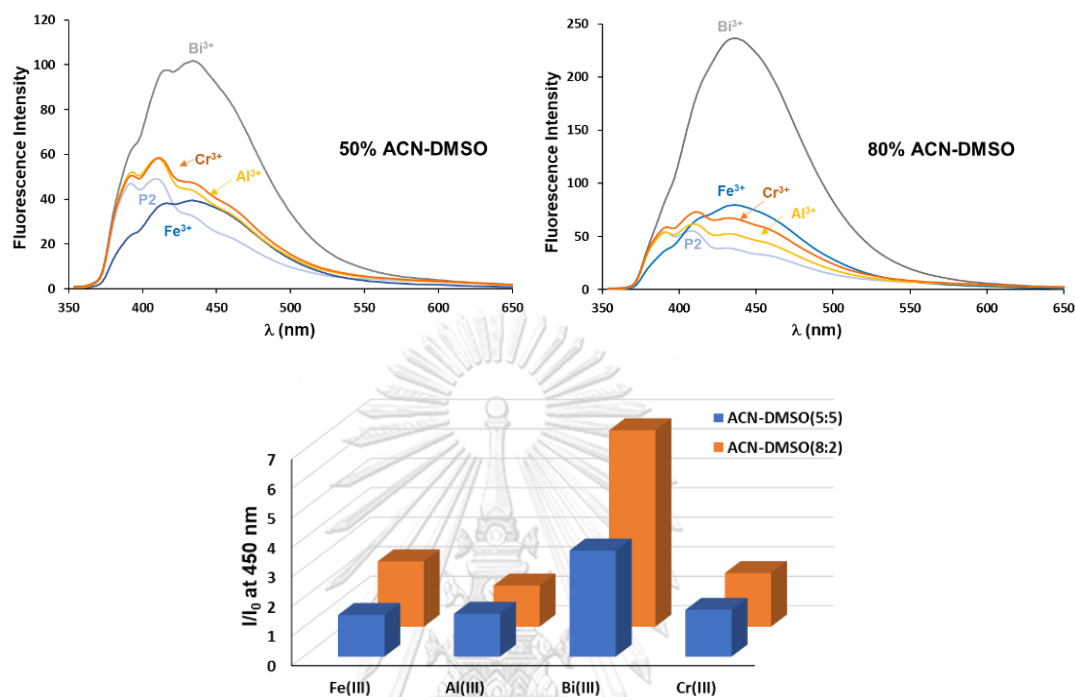 120
100
80
60
40
20
0
350 400 450 500 550 600 650
Fluorescence Intensity
λ (nm)
Bi³⁺
50% ACN-DMSO
Cr³⁺
Al³⁺
P2
Fe³⁺
250
200
150
100
50
0
350 400 450 500 550 600 650
Fluorescence Intensity
λ (nm)
Bi³⁺
80% ACN-DMSO
Fe³⁺
Cr³⁺
Al³⁺
P2
ACN-DMSO(5:5)
ACN-DMSO(8:2)
7
6
5
4
3
2
1
0
I/I₀ at 450 nm
Fe(III) Al(III) Bi(III) Cr(III)